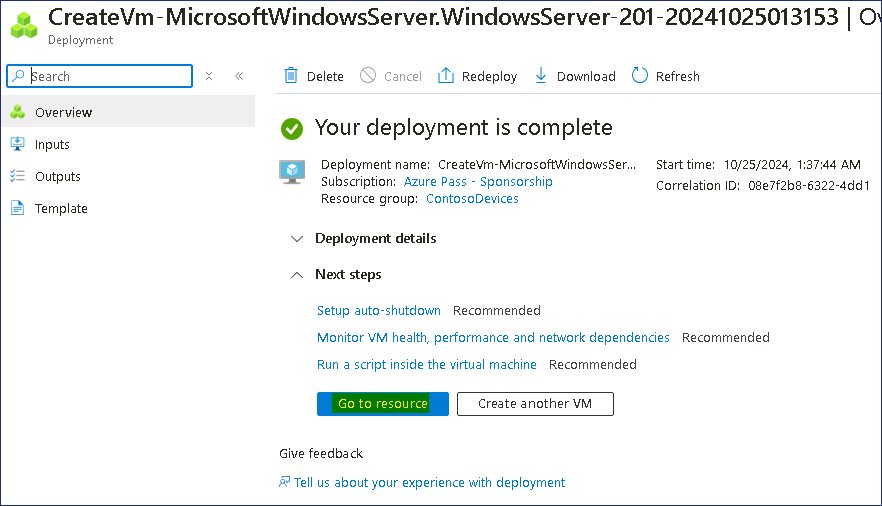 CreateVm-MicrosoftWindowsServer.WindowsServer-201-20241025013153 | Ov
Deployment
Search
Overview
Inputs
Outputs
Template
Delete
Cancel
Redeploy
Download
Refresh
Your deployment is complete
Deployment name: CreateVm-MicrosoftWindowsSer...
Subscription: Azure Pass - Sponsorship
Resource group: ContosoDevices
Start time: 10/25/2024, 1:37:44 AM
Correlation ID: 08e7f2b8-6322-4dd1
Deployment details
Next steps
Setup auto-shutdown Recommended
Monitor VM health, performance and network dependencies Recommended
Run a script inside the virtual machine Recommended
Go to resource
Create another VM
Give feedback
Tell us about your experience with deployment